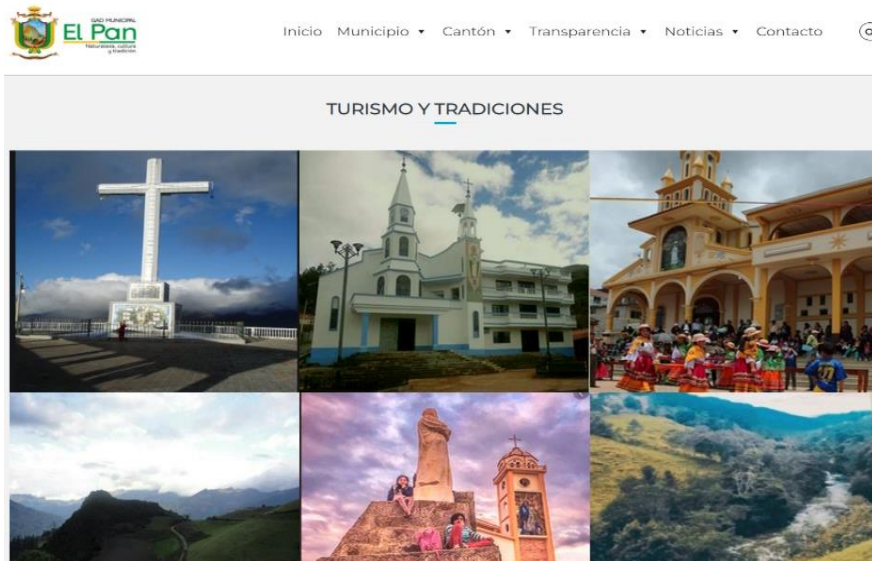 GAD MUNICIPAL
El Pan
Naturaleza, cultura
y tradición
Inicio Municipio Cantón Transparencia Noticias Contacto
TURISMO Y TRADICIONES